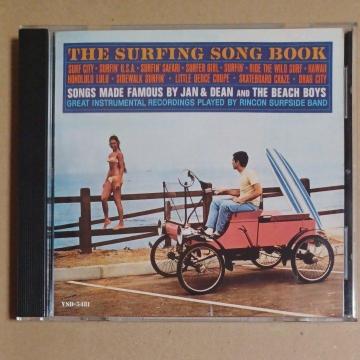 THE SURFING SONG BOOK
SURF CITY • SURFIN' U.S.A. • SURFIN' SAFARI • SURFER GIRL • SURFIN' • RIDE THE WILD SURF • HAWAII
HONOLULU LULU • SIDEWALK SURFIN' • LITTLE DEUCE COUPE • SKATEBOARD CRAZE • DRAG CITY
SONGS MADE FAMOUS BY JAN & DEAN AND THE BEACH BOYS
GREAT INSTRUMENTAL RECORDINGS PLAYED BY RINCON SURFSIDE BAND
YSD-5481